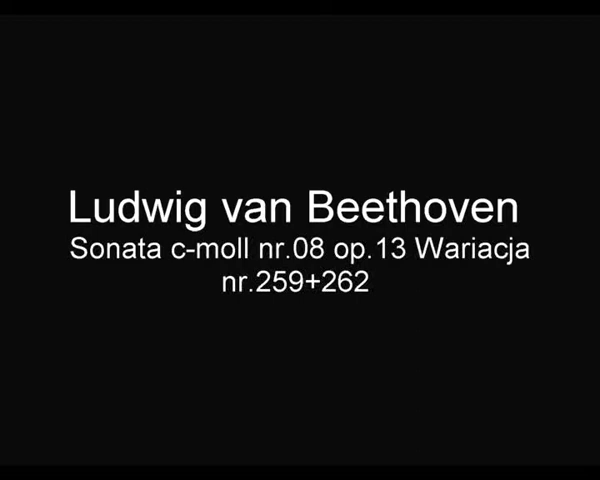 Ludwig van Beethoven
Sonata c-moll nr.08 op.13 Wariacja
nr.259+262